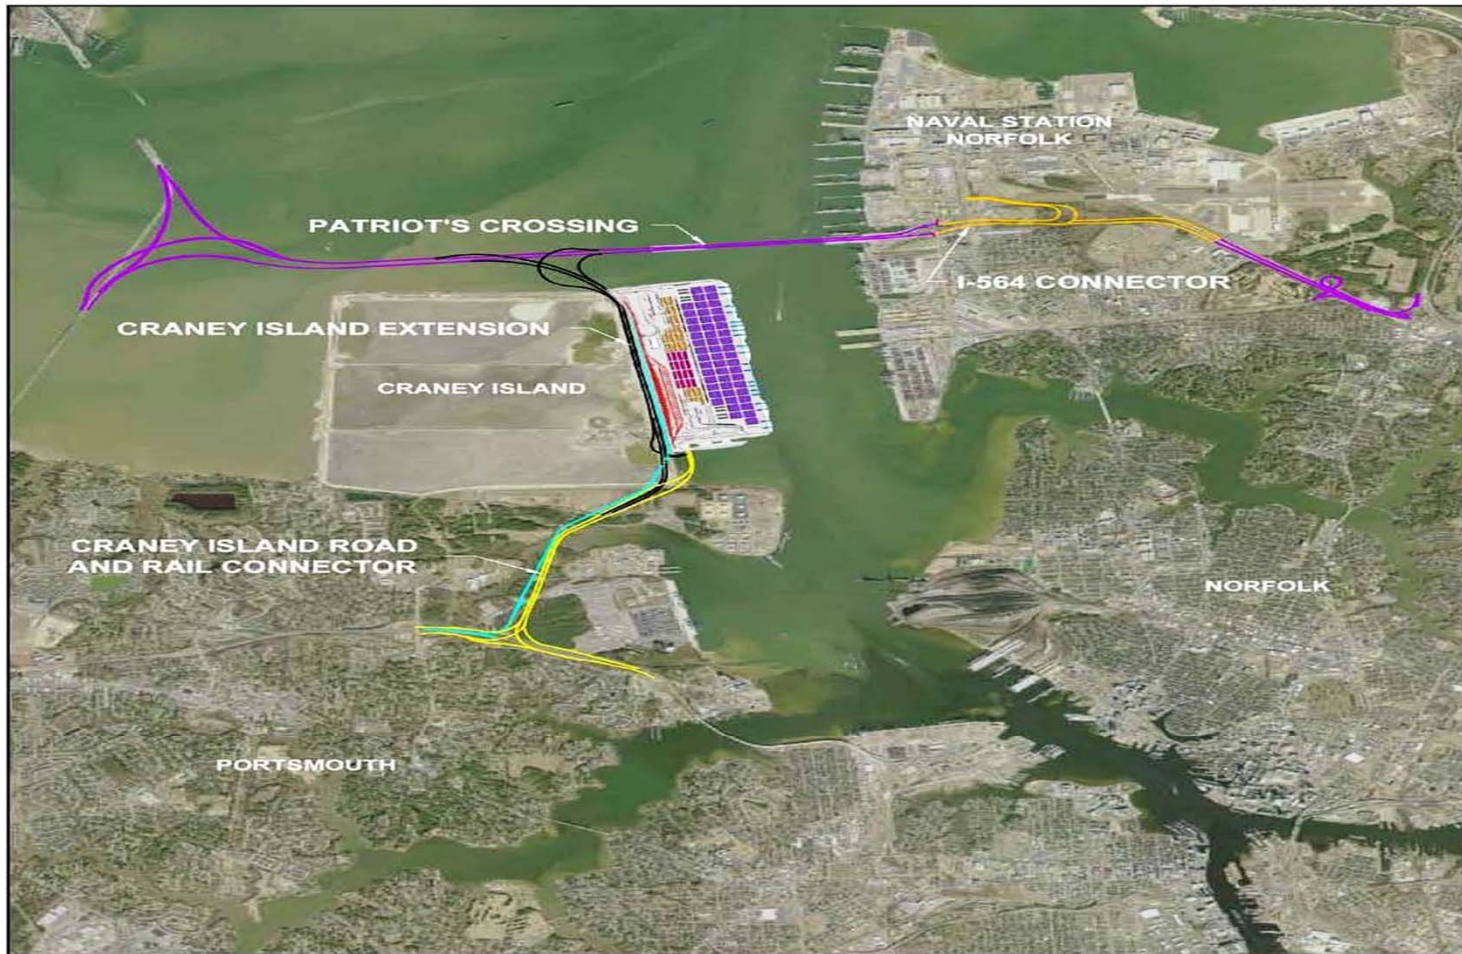 NAVAL STATION
NORFOLK
PATRIOT'S CROSSING
I-564 CONNECTOR
CRANEY ISLAND EXTENSION
CRANEY ISLAND
CRANEY ISLAND ROAD
AND RAIL CONNECTOR
NORFOLK
PORTSMOUTH